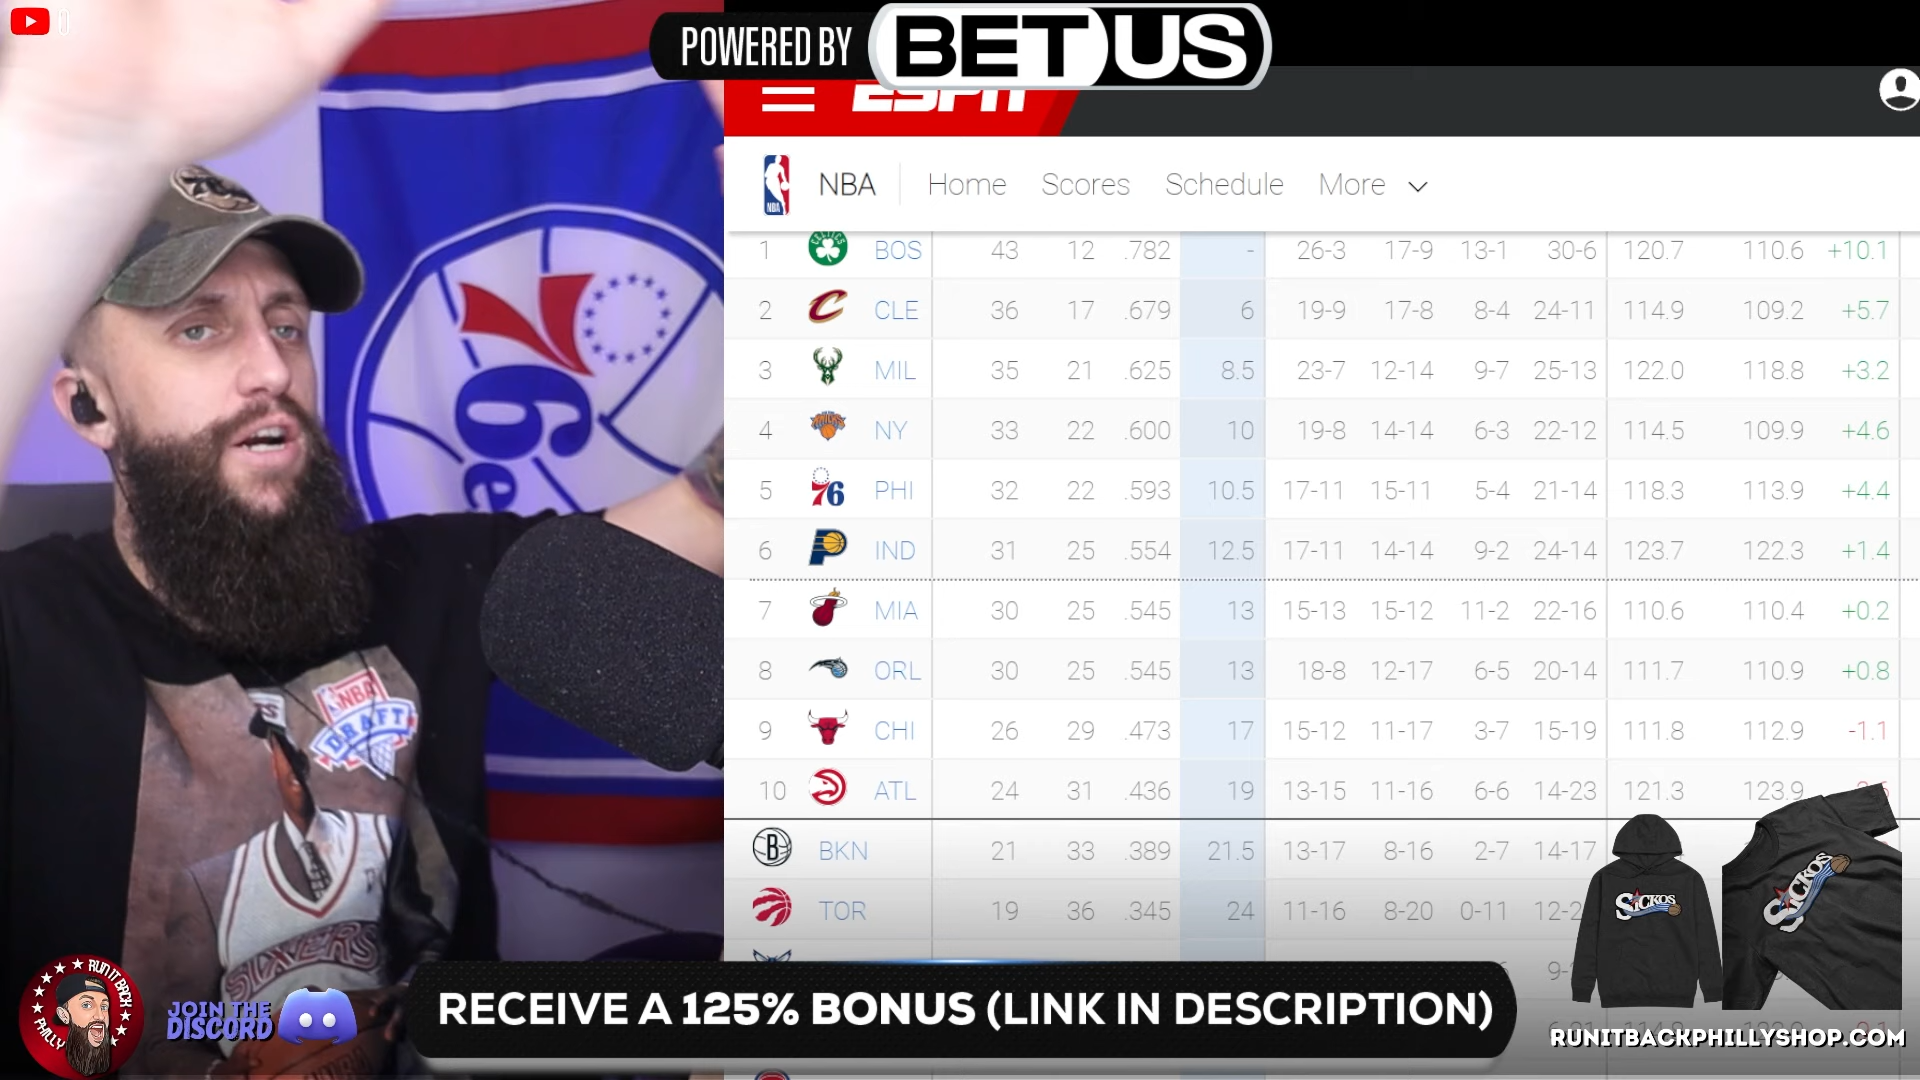 0
POWERED BY BETUS
ESPN
NBA Home Scores Schedule More
1 BOS 43 12 .782 - 26-3 17-9 13-1 30-6 120.7 110.6 +10.1
2 CLE 36 17 .679 6 19-9 17-8 8-4 24-11 114.9 109.2 +5.7
3 MIL 35 21 .625 8.5 23-7 12-14 9-7 25-13 122.0 118.8 +3.2
4 NY 33 22 .600 10 19-8 14-14 6-3 22-12 114.5 109.9 +4.6
5 PHI 32 22 .593 10.5 17-11 15-11 5-4 21-14 118.3 113.9 +4.4
6 IND 31 25 .554 12.5 17-11 14-14 9-2 24-14 123.7 122.3 +1.4
7 MIA 30 25 .545 13 15-13 15-12 11-2 22-16 110.6 110.4 +0.2
8 ORL 30 25 .545 13 18-8 12-17 6-5 20-14 111.7 110.9 +0.8
9 CHI 26 29 .473 17 15-12 11-17 3-7 15-19 111.8 112.9 -1.1
10 ATL 24 31 .436 19 13-15 11-16 6-6 14-23 121.3 123.9
BKN 21 33 .389 21.5 13-17 8-16 2-7 14-17
TOR 19 36 .345 24 11-16 8-20 0-11
76
NBA
DRAFT
SIXERS
SICKOS
SICKOS
RUN IT BACK
PHILLY
JOIN THE
DISCORD
RECEIVE A 125% BONUS (LINK IN DESCRIPTION)
RUNITBACKPHILLYSHOP.COM